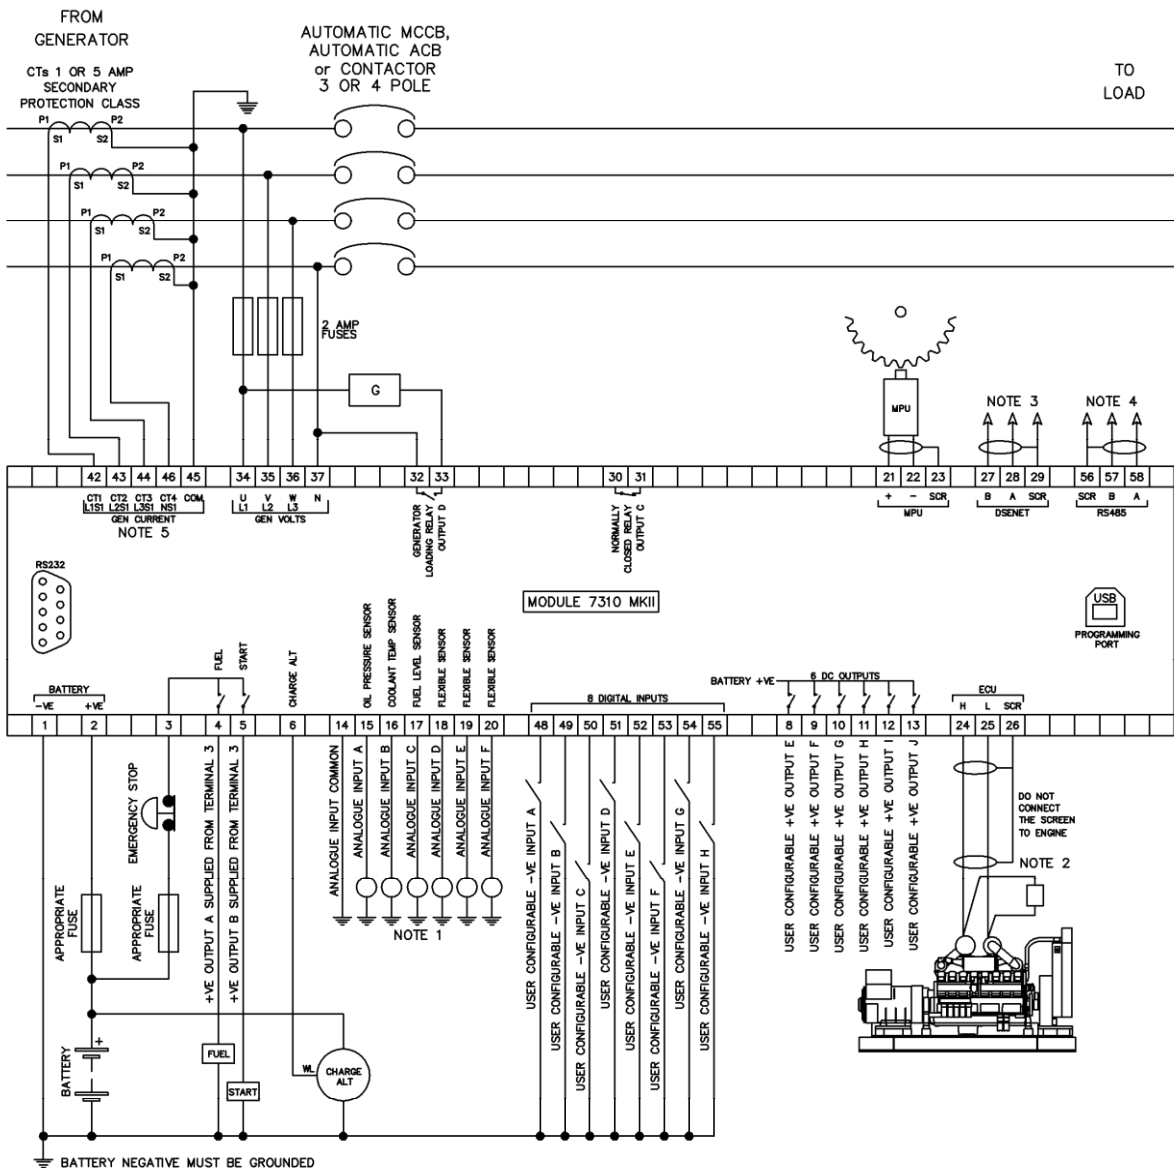 FROM
GENERATOR
CTs 1 OR 5 AMP
SECONDARY
PROTECTION CLASS
AUTOMATIC MCCB,
AUTOMATIC ACB
or CONTACTOR
3 OR 4 POLE
TO
LOAD
P1 P2
S1 S2
P1 P2
S1 S2
P1 P2
S1 S2
P1 P2
S1 S2
2 AMP
FUSES
G
MPU
NOTE 3
NOTE 4
42 43 44 46 45 34 35 36 37 32 33 30 31 21 22 23 27 28 29 56 57 58
CT1 CT2 CT3 CT4 COM
L1S1 L2S1 L3S1 NS1
GEN CURRENT
NOTE 5
U V W N
L1 L2 L3
GEN VOLTS
GENERATOR
LOADING RELAY
OUTPUT D
NORMALLY
CLOSED RELAY
OUTPUT C
+ − SCR
MPU
B A SCR
DSENET
SCR B A
RS485
RS232
MODULE 7310 MKII
USB
PROGRAMMING
PORT
BATTERY
−VE +VE
FUEL
START
CHARGE ALT
OIL PRESSURE SENSOR
COOLANT TEMP SENSOR
FUEL LEVEL SENSOR
FLEXIBLE SENSOR
FLEXIBLE SENSOR
FLEXIBLE SENSOR
8 DIGITAL INPUTS
BATTERY +VE
6 DC OUTPUTS
ECU
H L SCR
1 2 3 4 5 6 14 15 16 17 18 19 20 48 49 50 51 52 53 54 55 8 9 10 11 12 13 24 25 26
EMERGENCY STOP
APPROPRIATE
FUSE
APPROPRIATE
FUSE
+VE OUTPUT A SUPPLIED FROM TERMINAL 3
+VE OUTPUT B SUPPLIED FROM TERMINAL 3
ANALOGUE INPUT COMMON
ANALOGUE INPUT A
ANALOGUE INPUT B
ANALOGUE INPUT C
ANALOGUE INPUT D
ANALOGUE INPUT E
ANALOGUE INPUT F
NOTE 1
USER CONFIGURABLE −VE INPUT A
USER CONFIGURABLE −VE INPUT B
USER CONFIGURABLE −VE INPUT C
USER CONFIGURABLE −VE INPUT D
USER CONFIGURABLE −VE INPUT E
USER CONFIGURABLE −VE INPUT F
USER CONFIGURABLE −VE INPUT G
USER CONFIGURABLE −VE INPUT H
USER CONFIGURABLE +VE OUTPUT E
USER CONFIGURABLE +VE OUTPUT F
USER CONFIGURABLE +VE OUTPUT G
USER CONFIGURABLE +VE OUTPUT H
USER CONFIGURABLE +VE OUTPUT I
USER CONFIGURABLE +VE OUTPUT J
DO NOT
CONNECT
THE SCREEN
TO ENGINE
NOTE 2
BATTERY
+
FUEL
START
WL
CHARGE
ALT
BATTERY NEGATIVE MUST BE GROUNDED